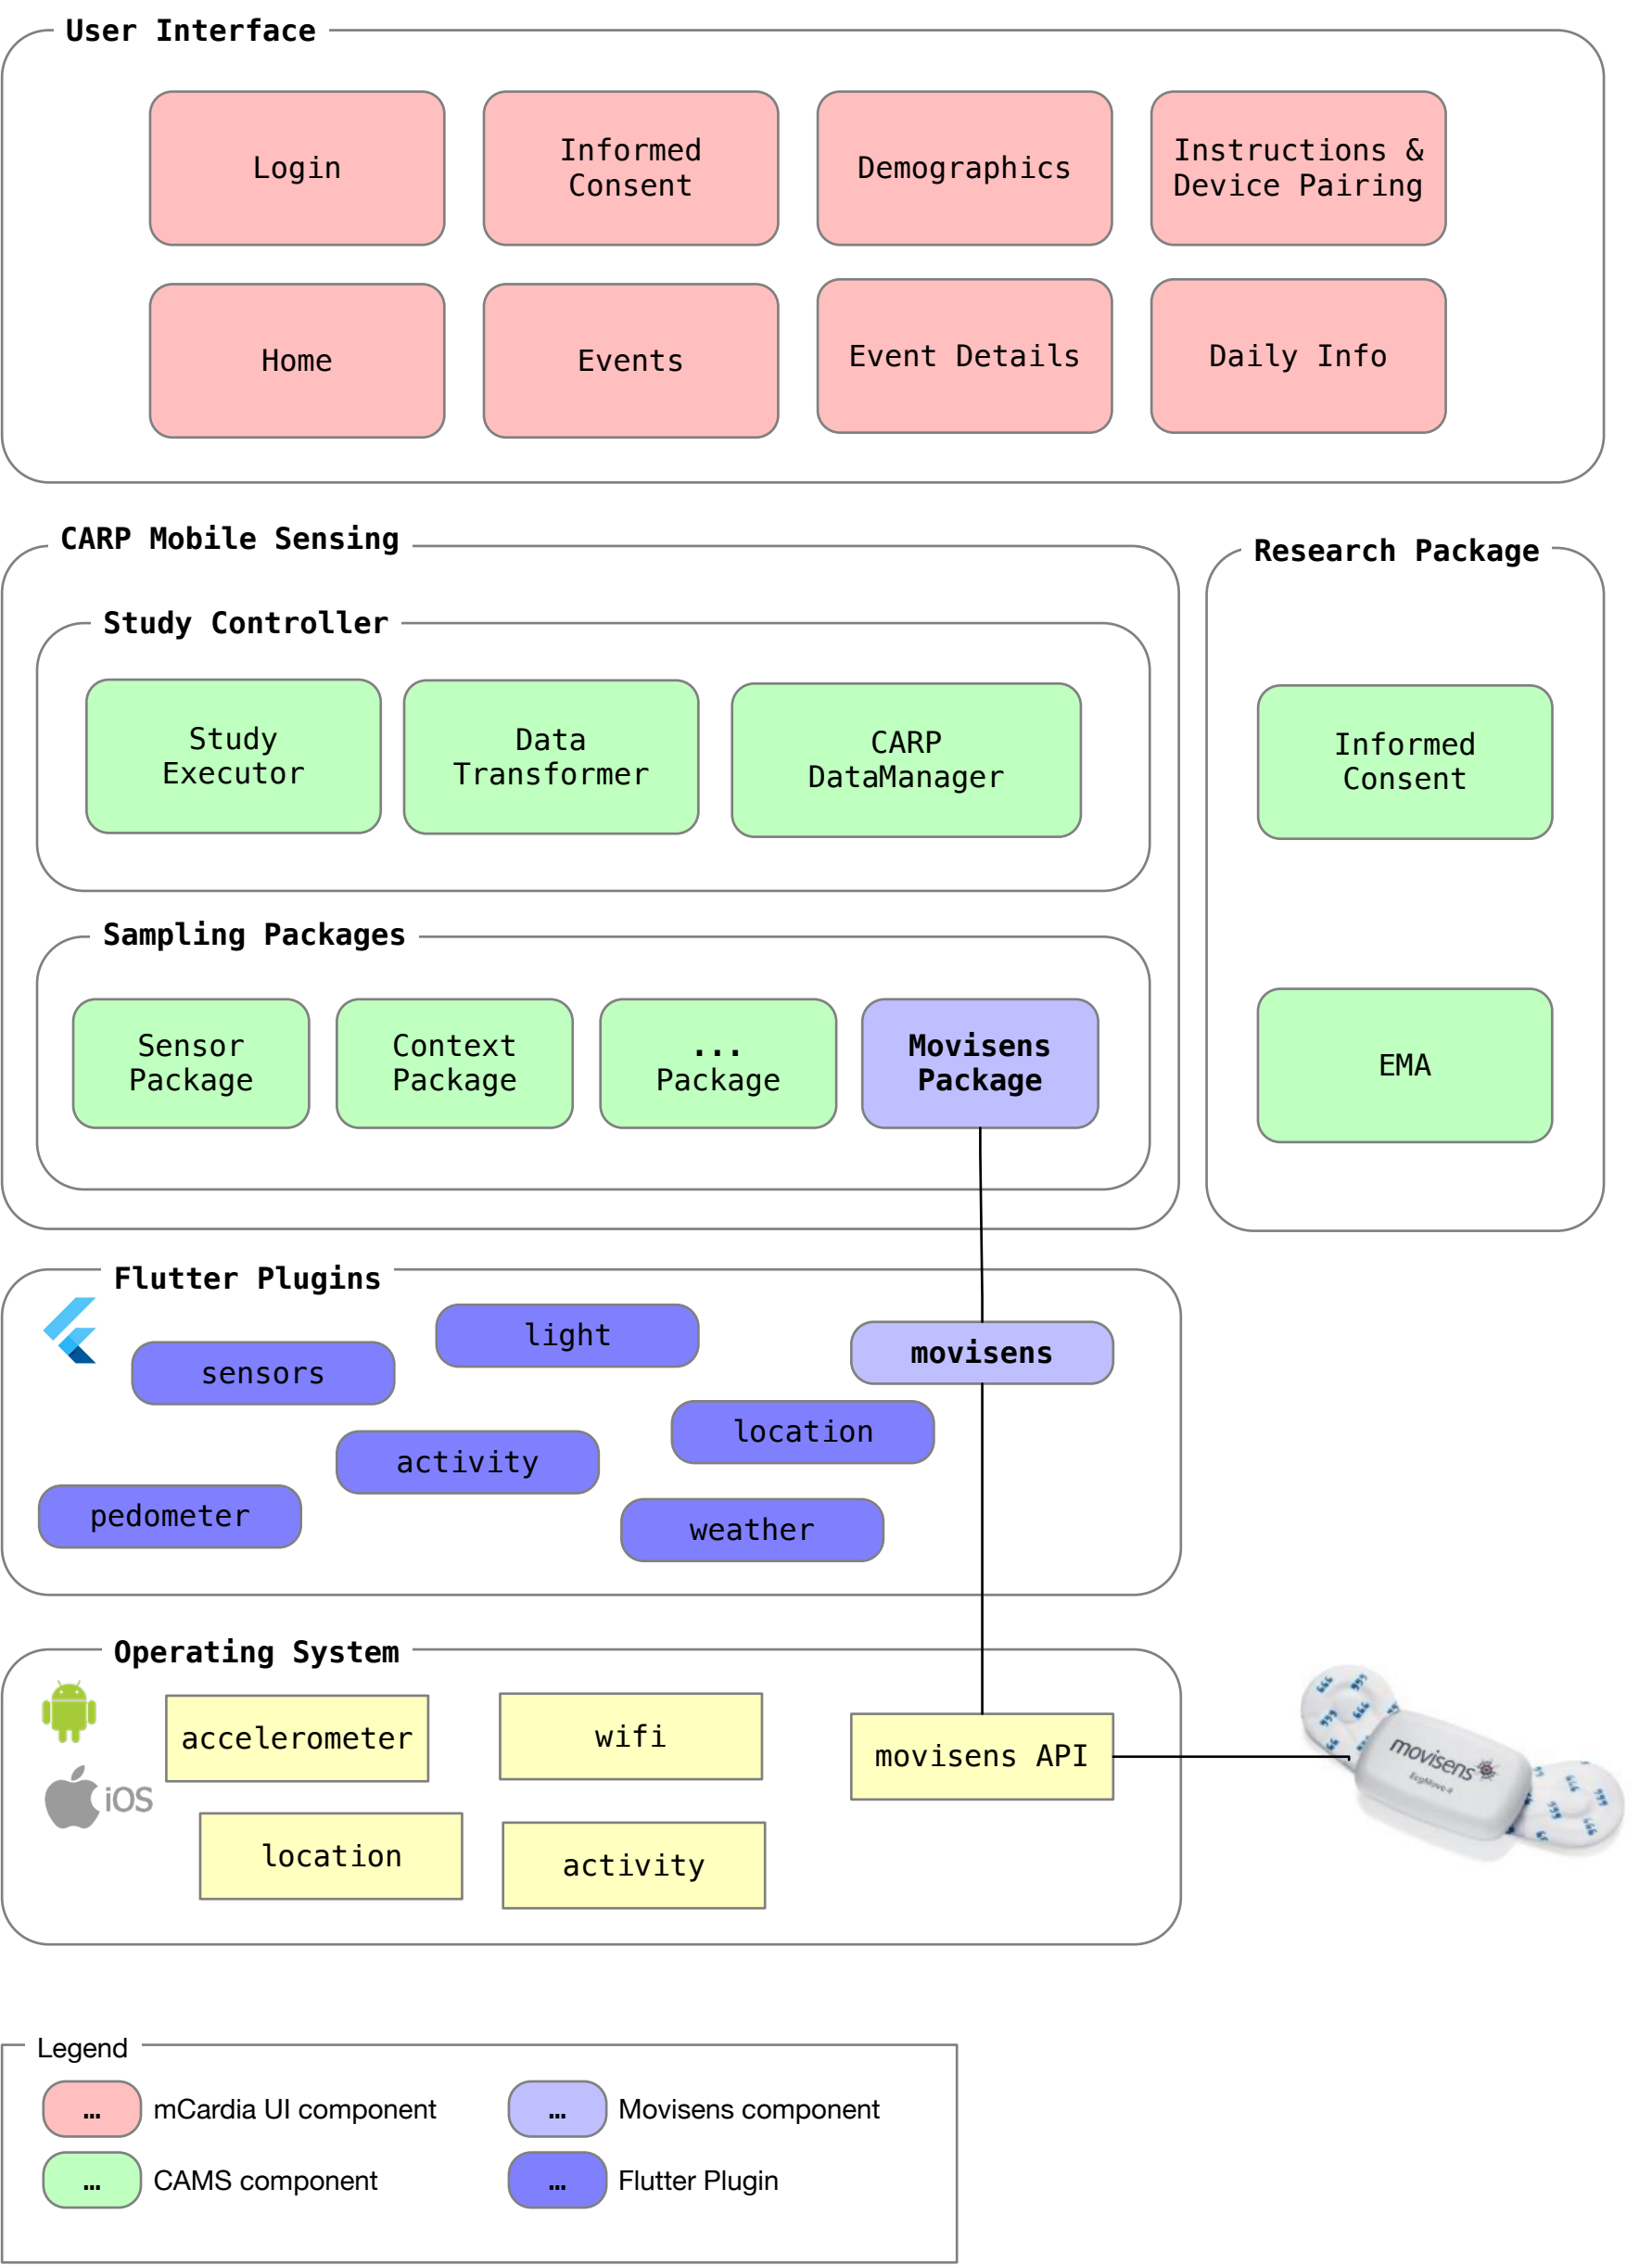 User Interface
Login
Informed
Consent
Demographics
Instructions &
Device Pairing
Home
Events
Event Details
Daily Info
CARP Mobile Sensing
Study Controller
Study
Executor
Data
Transformer
CARP
DataManager
Sampling Packages
Sensor
Package
Context
Package
...
Package
Movisens
Package
Research Package
Informed
Consent
EMA
Flutter Plugins
light
movisens
sensors
location
activity
pedometer
weather
Operating System
iOS
accelerometer
wifi
movisens API
location
activity
movisens
EcgMove 4
Legend
... mCardia UI component
... Movisens component
... CAMS component
... Flutter Plugin